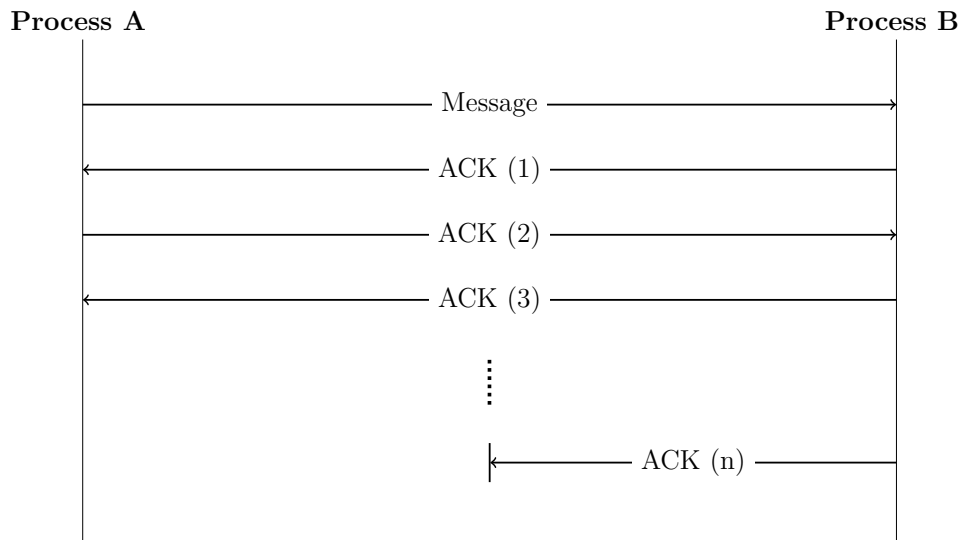 Process A
Process B
Message
ACK (1)
ACK (2)
ACK (3)
ACK (n)